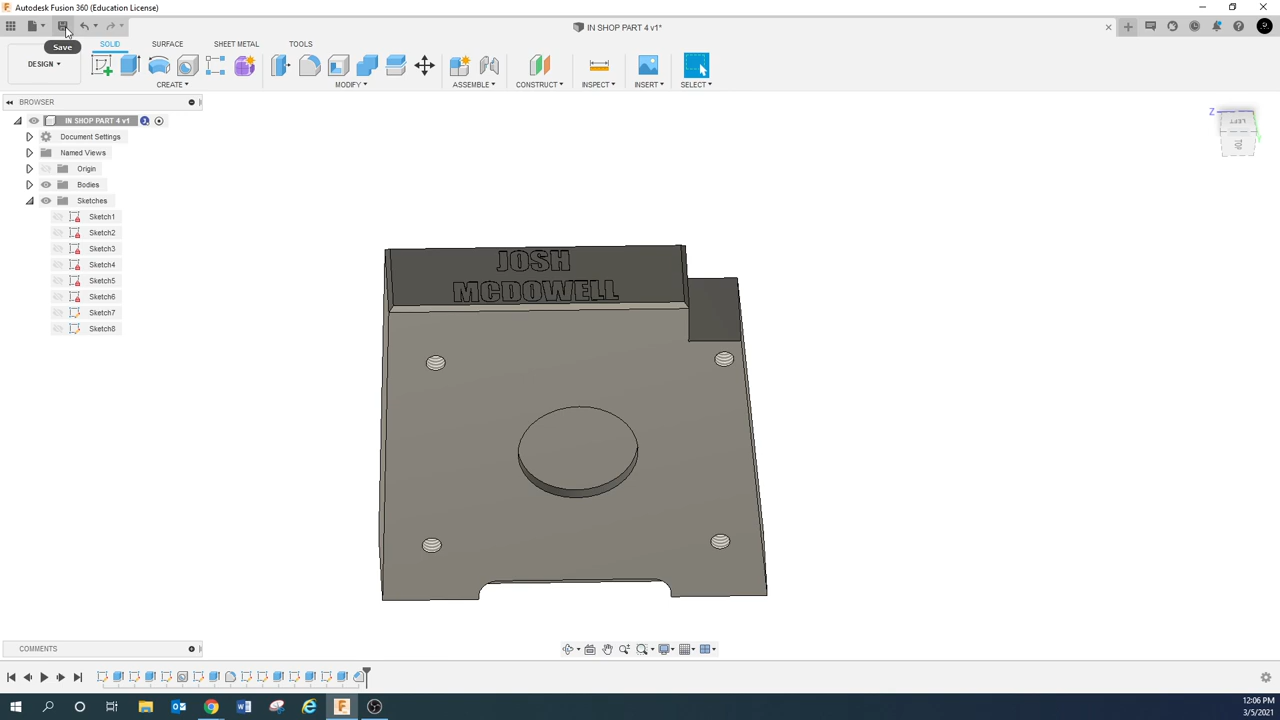 Autodesk Fusion 360 (Education License)
IN SHOP PART 4 v1*
Save
SOLID SURFACE SHEET METAL TOOLS
DESIGN
CREATE MODIFY ASSEMBLE CONSTRUCT INSPECT INSERT SELECT
BROWSER
IN SHOP PART 4 v1
Document Settings
Named Views
Origin
Bodies
Sketches
Sketch1
Sketch2
Sketch3
Sketch4
Sketch5
Sketch6
Sketch7
Sketch8
Z
LEFT
TOP
JOSH
MCDOWELL
COMMENTS
12:06 PM
3/5/2021